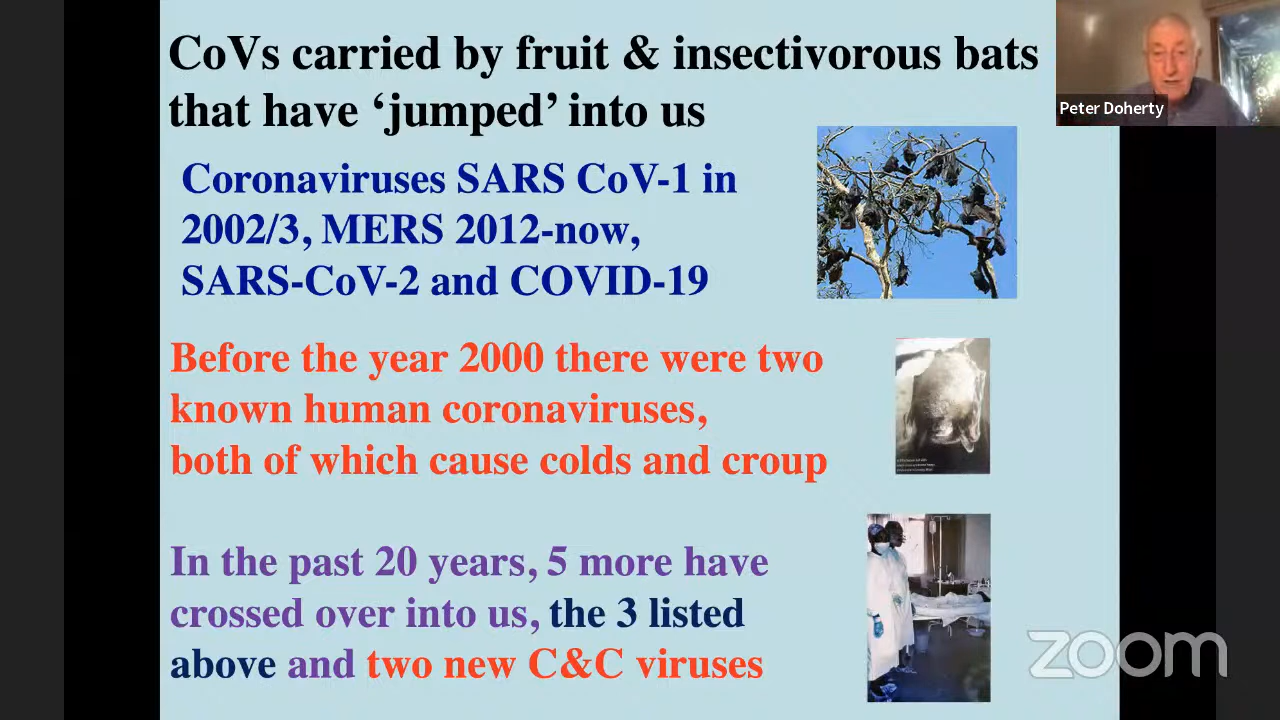 CoVs carried by fruit & insectivorous bats
that have ‘jumped’ into us
Peter Doherty
Coronaviruses SARS CoV-1 in
2002/3, MERS 2012-now,
SARS-CoV-2 and COVID-19
Before the year 2000 there were two
known human coronaviruses,
both of which cause colds and croup
In the past 20 years, 5 more have
crossed over into us, the 3 listed
above and two new C&C viruses
zoom